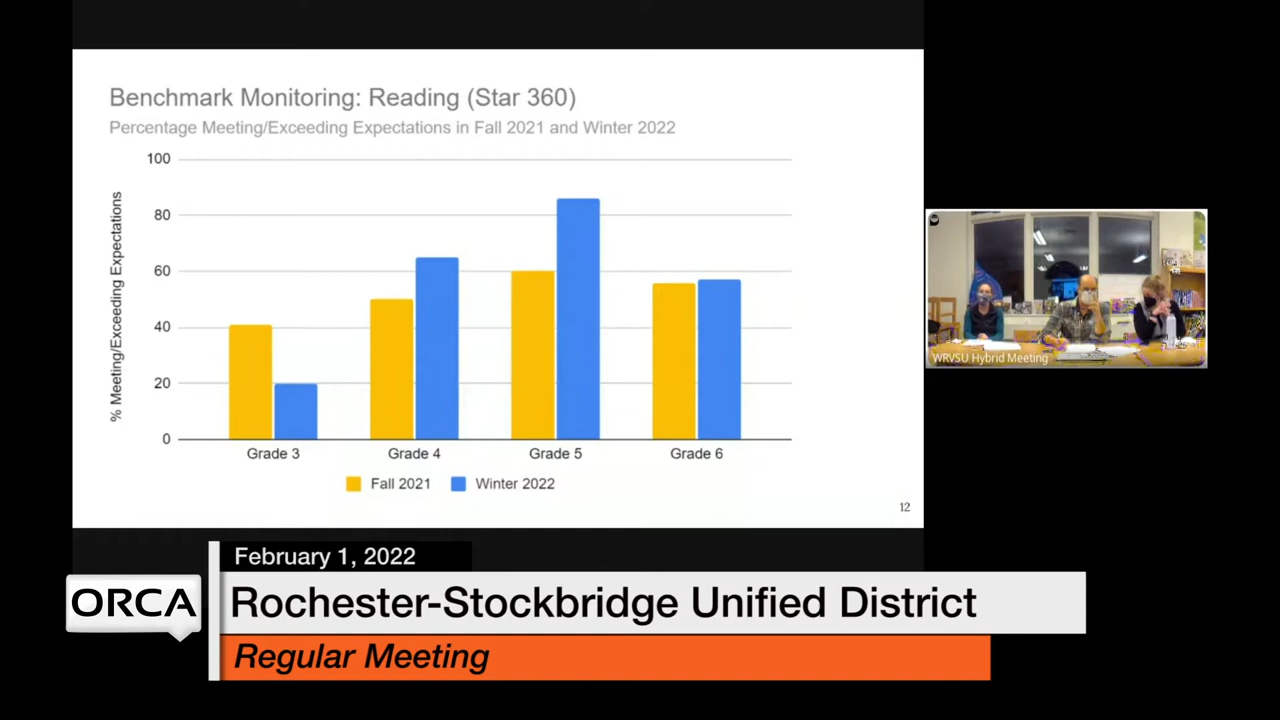 Benchmark Monitoring: Reading (Star 360)
Percentage Meeting/Exceeding Expectations in Fall 2021 and Winter 2022
% Meeting/Exceeding Expectations
100
80
60
40
20
0
Grade 3
Grade 4
Grade 5
Grade 6
Fall 2021
Winter 2022
12
WRVSU Hybrid Meeting
February 1, 2022
ORCA
Rochester-Stockbridge Unified District
Regular Meeting